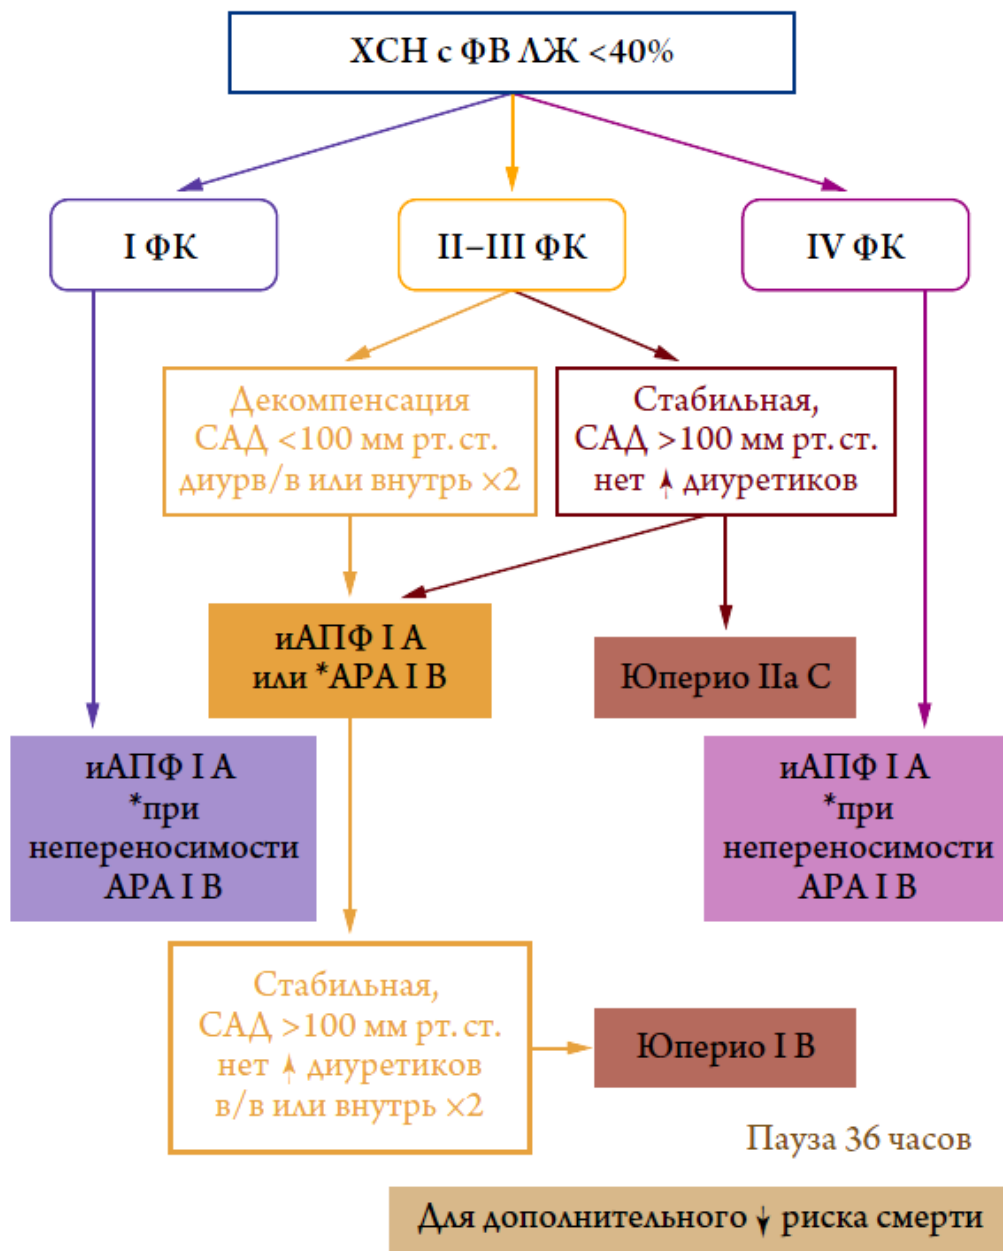 ХСН с ФВ ЛЖ <40%
I ФК
II–III ФК
IV ФК
Декомпенсация
САД <100 мм рт. ст.
диурв/в или внутрь ×2
Стабильная,
САД >100 мм рт. ст.
нет ↑ диуретиков
иАПФ I A
или *АРА I B
Юперио IIa C
иАПФ I A
*при
непереносимости
АРА I B
иАПФ I A
*при
непереносимости
АРА I B
Стабильная,
САД >100 мм рт. ст.
нет ↑ диуретиков
в/в или внутрь ×2
Юперио I B
Пауза 36 часов
Для дополнительного ↓ риска смерти